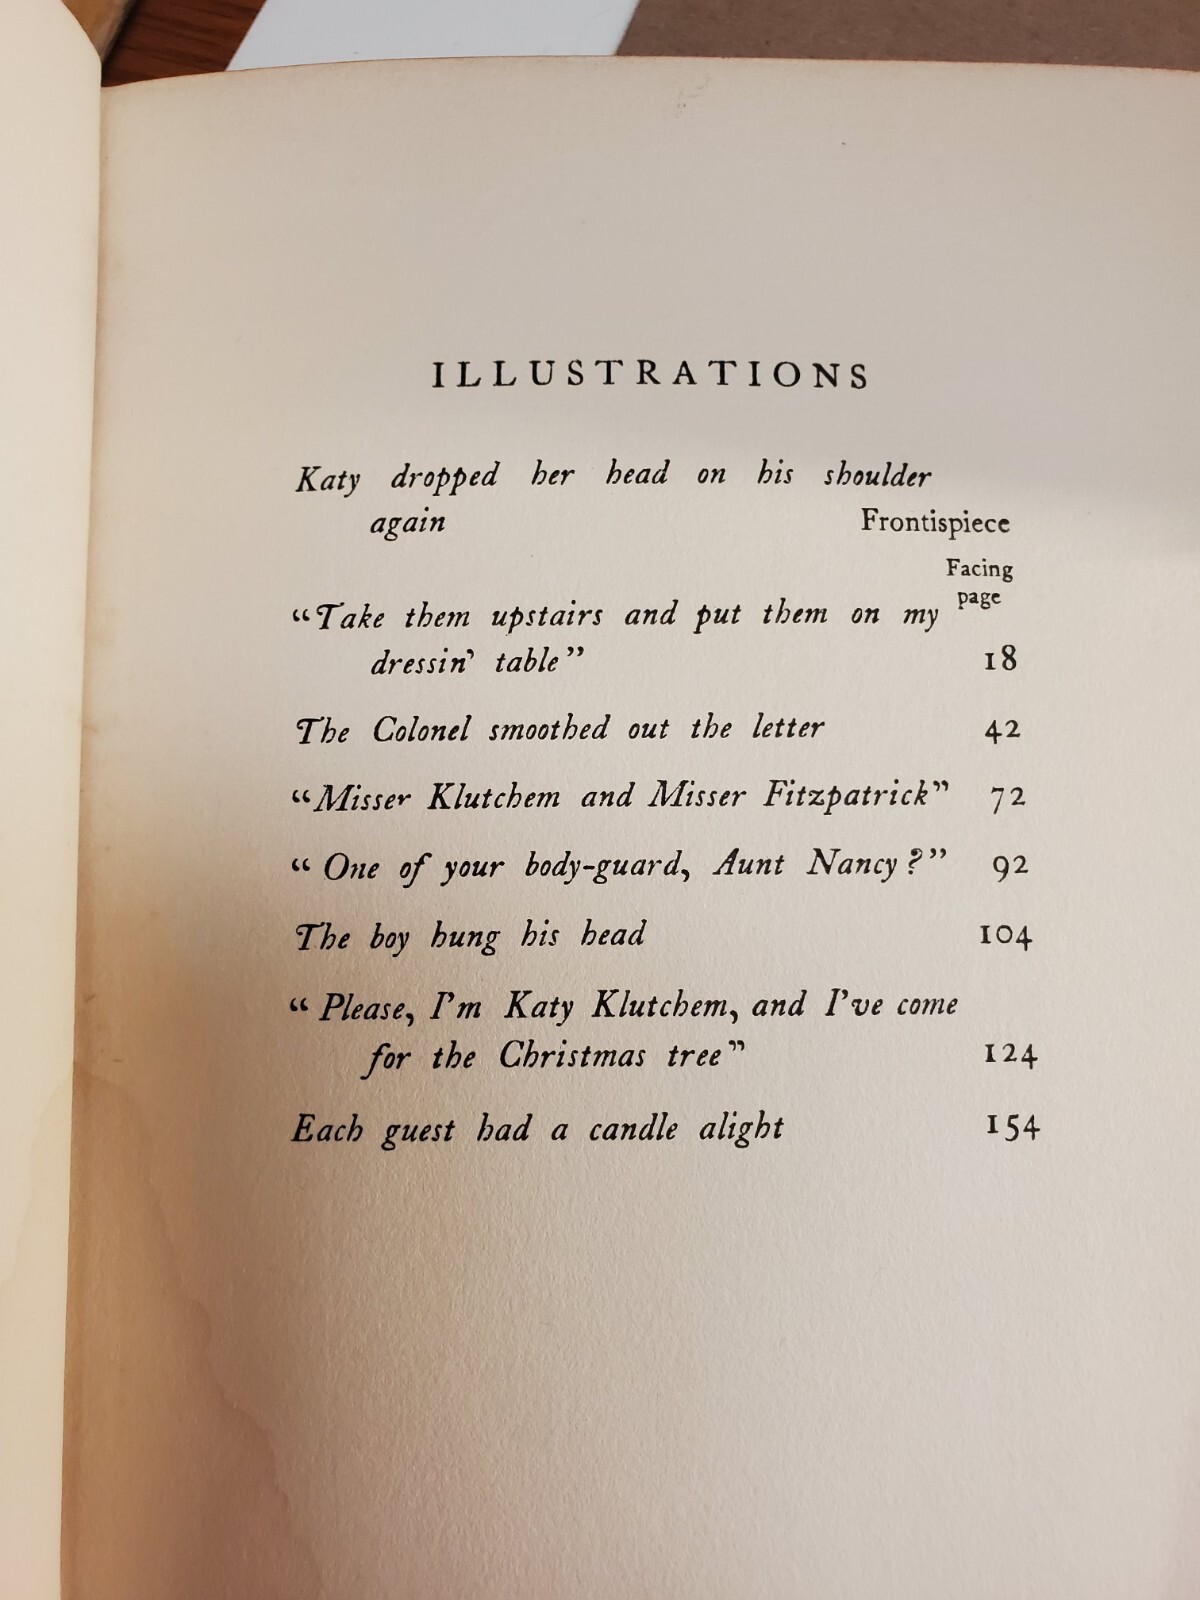 ILLUSTRATIONS
Katy dropped her head on his shoulder
again Frontispiece
Facing
page
“Take them upstairs and put them on my
dressin’ table” 18
The Colonel smoothed out the letter 42
“Misser Klutchem and Misser Fitzpatrick” 72
“One of your body-guard, Aunt Nancy?” 92
The boy hung his head 104
“Please, I’m Katy Klutchem, and I’ve come
for the Christmas tree” 124
Each guest had a candle alight 154